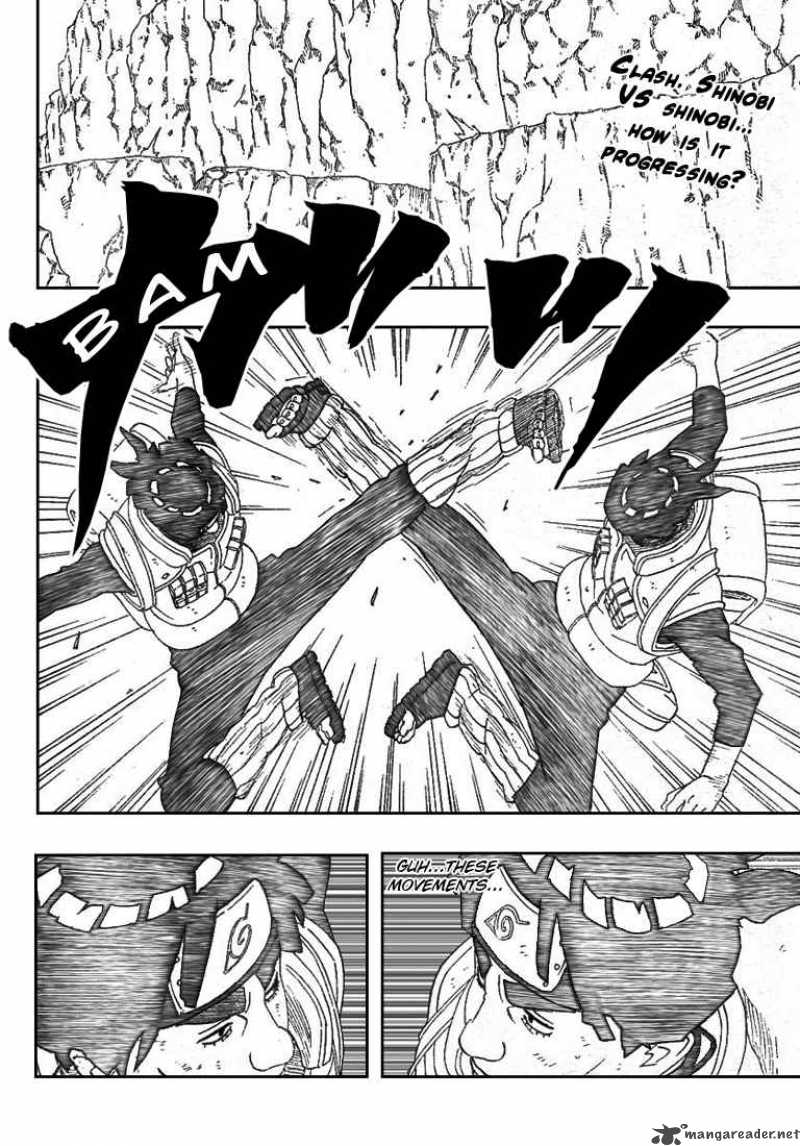 CLASH. SHINOBI
VS SHINOBI...
HOW IS IT
PROGRESSING?
BAM
GUH...THESE
MOVEMENTS...
mangareader.net